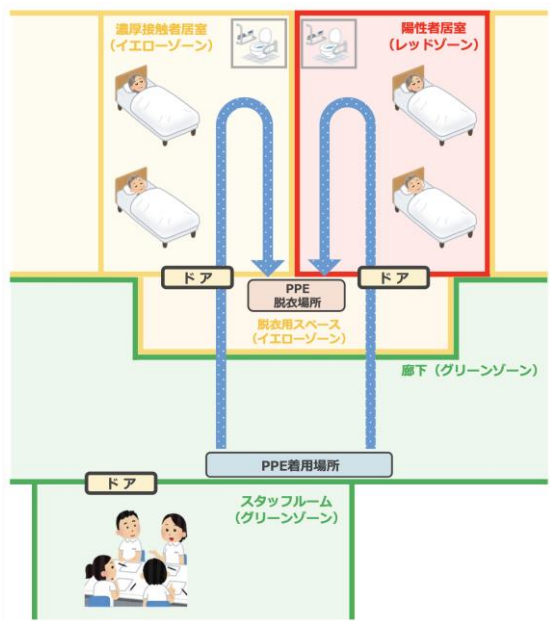 濃厚接触者居室
（イエローゾーン）
陽性者居室
（レッドゾーン）
ドア
PPE
脱衣場所
ドア
脱衣用スペース
（イエローゾーン）
廊下（グリーンゾーン）
PPE着用場所
ドア
スタッフルーム
（グリーンゾーン）